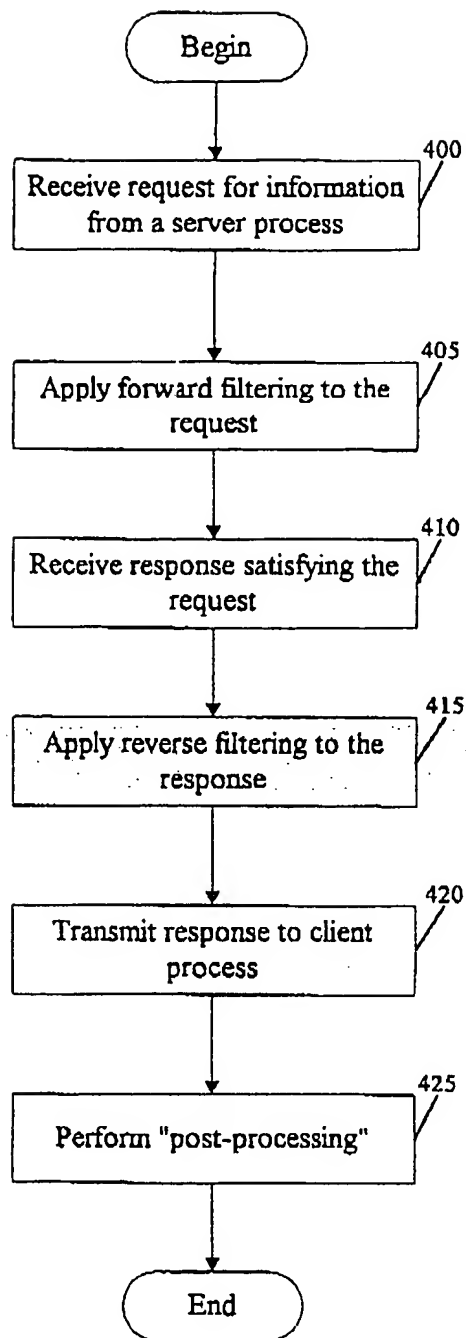 Begin
400
Receive request for information
from a server process
405
Apply forward filtering to the
request
410
Receive response satisfying the
request
415
Apply reverse filtering to the
response
420
Transmit response to client
process
425
Perform "post-processing"
End